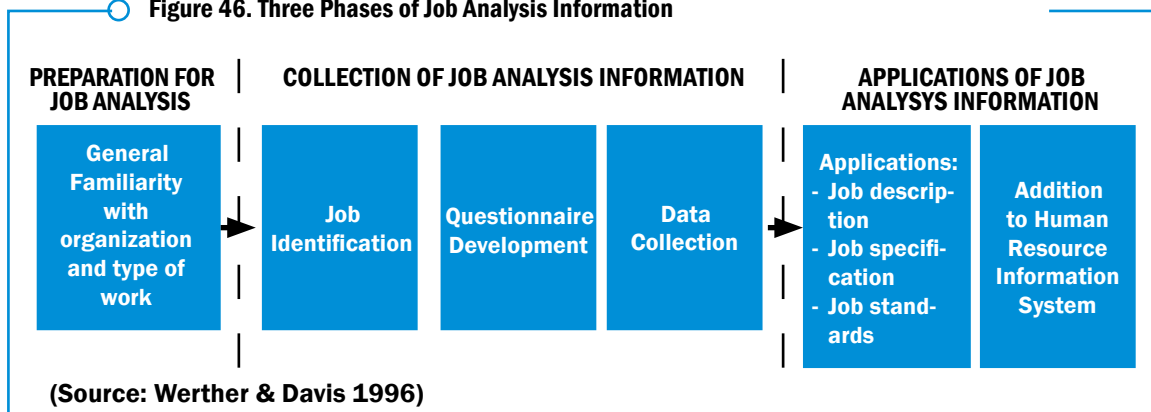 Figure 46. Three Phases of Job Analysis Information
PREPARATION FOR
JOB ANALYSIS
COLLECTION OF JOB ANALYSIS INFORMATION
APPLICATIONS OF JOB
ANALYSYS INFORMATION
General
Familiarity
with
organization
and type of
work
Job
Identification
Questionnaire
Development
Data
Collection
Applications:
- Job descrip-
tion
- Job specifi-
cation
- Job stand-
ards
Addition
to Human
Resource
Information
System
(Source: Werther & Davis 1996)